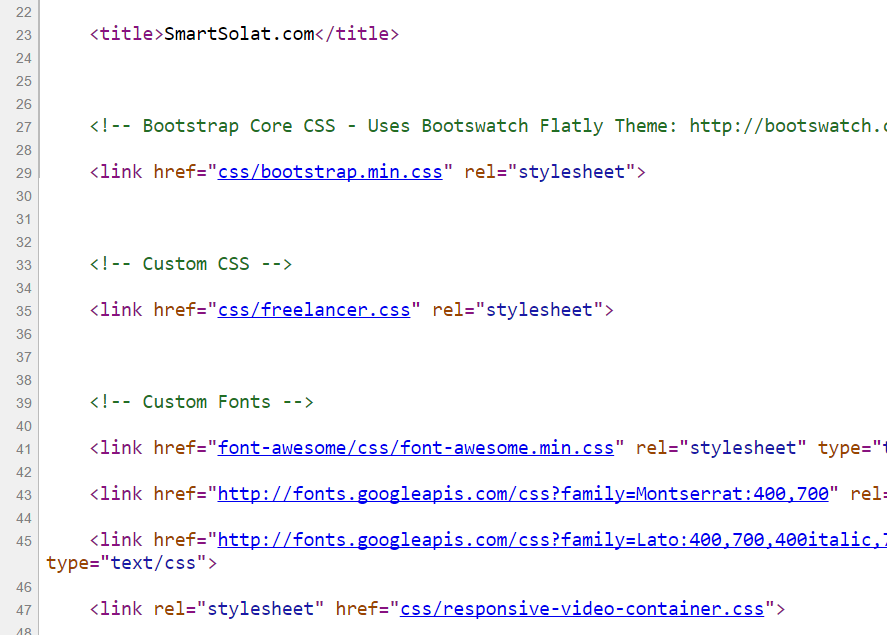 22
23 <title>SmartSolat.com</title>
24
25
26
27 <!-- Bootstrap Core CSS - Uses Bootswatch Flatly Theme: http://bootswatch.
28
29 <link href="css/bootstrap.min.css" rel="stylesheet">
30
31
32
33 <!-- Custom CSS -->
34
35 <link href="css/freelancer.css" rel="stylesheet">
36
37
38
39 <!-- Custom Fonts -->
40
41 <link href="font-awesome/css/font-awesome.min.css" rel="stylesheet" type="
42
43 <link href="http://fonts.googleapis.com/css?family=Montserrat:400,700" rel=
44
45 <link href="http://fonts.googleapis.com/css?family=Lato:400,700,400italic,
type="text/css">
46
47 <link rel="stylesheet" href="css/responsive-video-container.css">
48